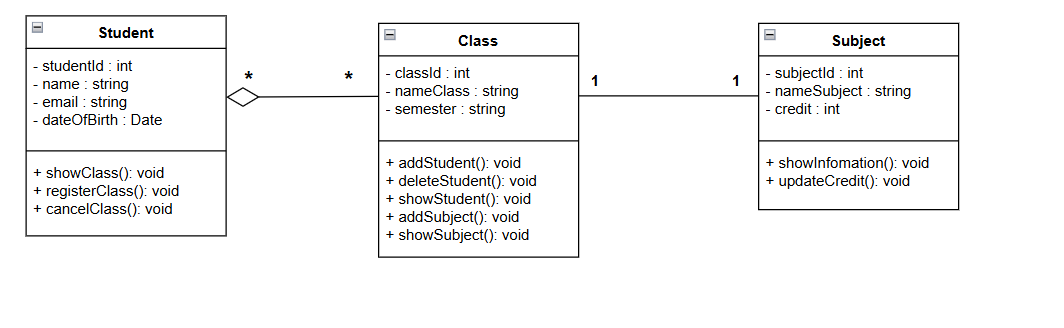 Student
- studentId : int
- name : string
- email : string
- dateOfBirth : Date
+ showClass(): void
+ registerClass(): void
+ cancelClass(): void
*
*
Class
- classId : int
- nameClass : string
- semester : string
+ addStudent(): void
+ deleteStudent(): void
+ showStudent(): void
+ addSubject(): void
+ showSubject(): void
1
1
Subject
- subjectId : int
- nameSubject : string
- credit : int
+ showInfomation(): void
+ updateCredit(): void